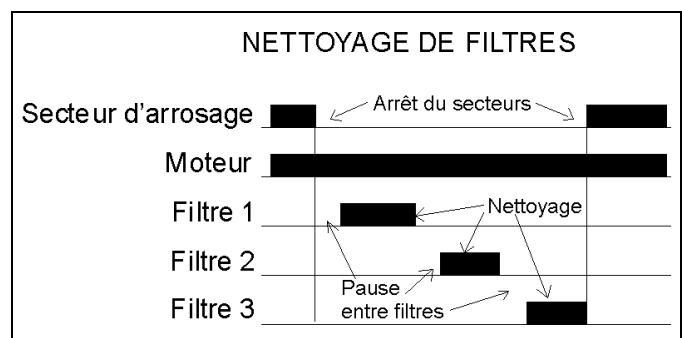 NETTOYAGE DE FILTRES
Secteur d'arrosage
Arrêt du secteurs
Moteur
Filtre 1
Nettoyage
Filtre 2
Pause
entre filtres
Filtre 3